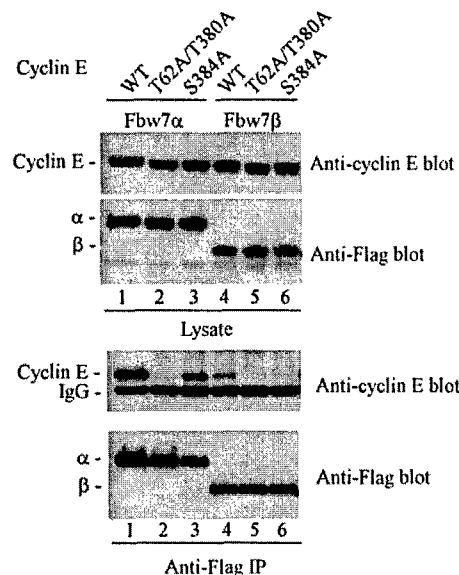 Cyclin E
WT T62A/T380A S384A WT T62A/T380A S384A
Fbw7α Fbw7β
Cyclin E - Anti-cyclin E blot
α -
β - Anti-Flag blot
1 2 3 4 5 6
Lysate
Cyclin E -
IgG - Anti-cyclin E blot
α - Anti-Flag blot
β -
1 2 3 4 5 6
Anti-Flag IP